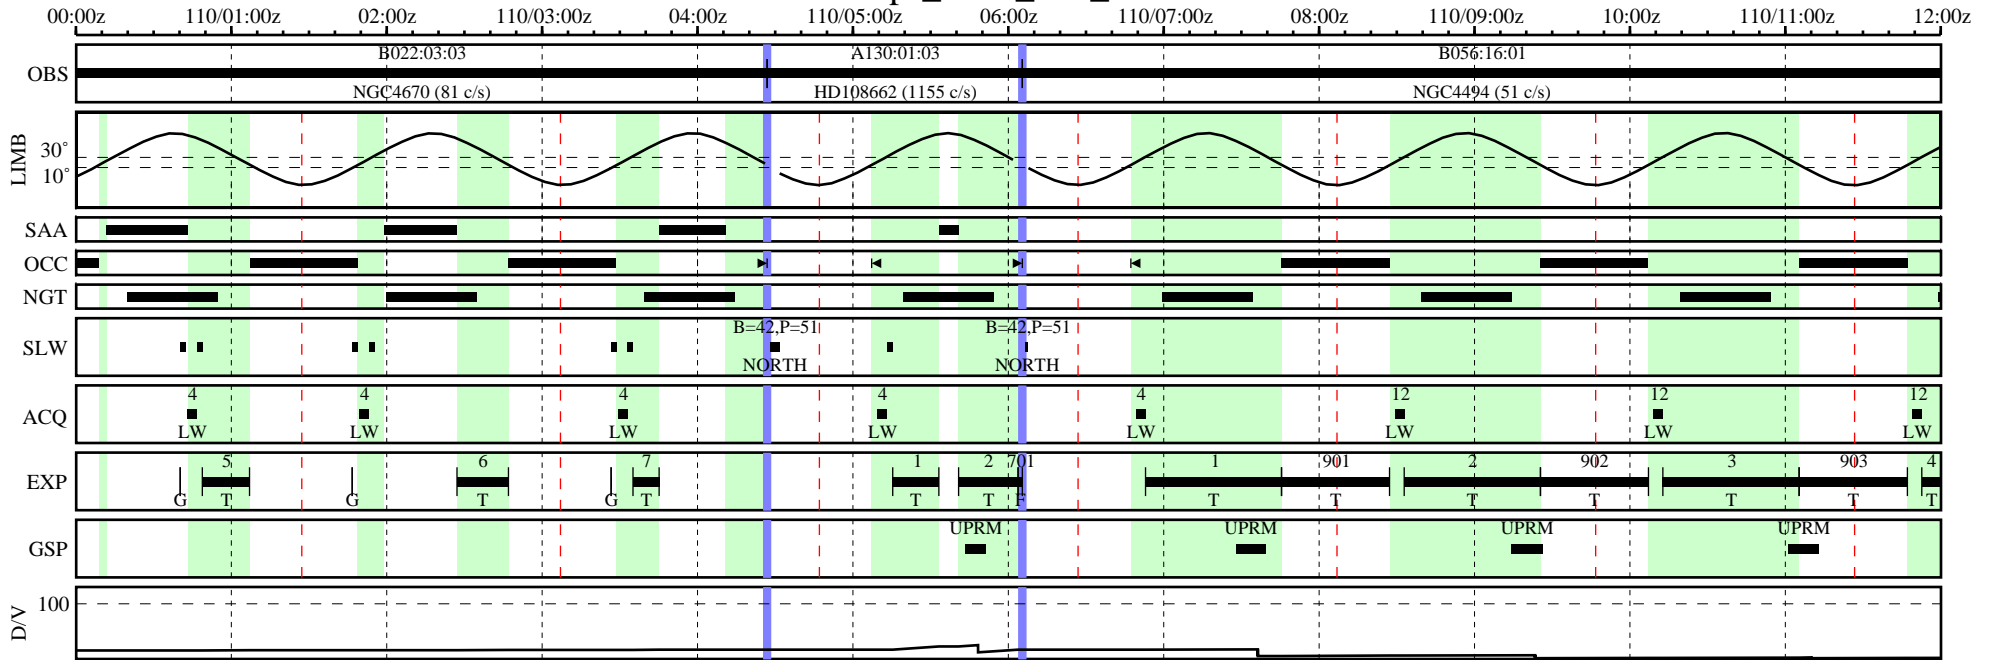 00:00z 110/01:00z 02:00z 110/03:00z 04:00z 110/05:00z 06:00z 110/07:00z 08:00z 110/09:00z 10:00z 110/11:00z 12:00z
OBS B022:03:03 A130:01:03 B056:16:01
NGC4670 (81 c/s) HD108662 (1155 c/s) NGC4494 (51 c/s)
LIMB 30° 10°
SAA
OCC
NGT
SLW B=42,P=51 B=42,P=51
NORTH NORTH
ACQ 4 4 4 4 4 12 12 12
LW LW LW LW LW LW LW LW
EXP 5 6 7 1 2 701 1 901 2 902 3 903 4
G T G T G T T T F T T T T T T T
GSP UPRM UPRM UPRM UPRM
D/V 100